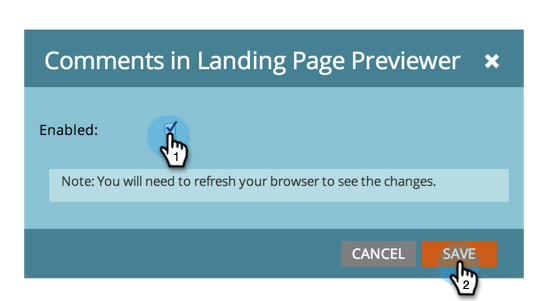 Comments in Landing Page Previewer ×
Enabled:
1
Note: You will need to refresh your browser to see the changes.
CANCEL SAVE
2